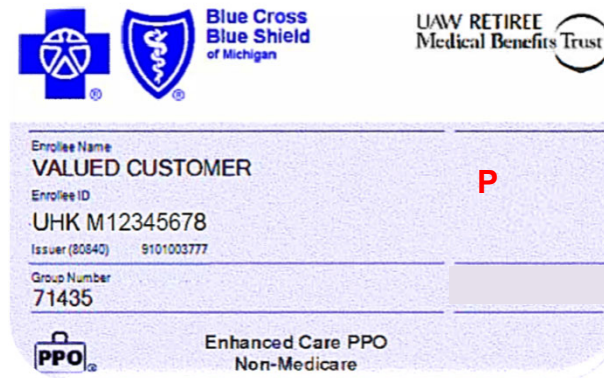 Blue Cross
Blue Shield
of Michigan
UAW RETIREE
Medical Benefits Trust
Enrollee Name
VALUED CUSTOMER
P
Enrollee ID
UHK M12345678
Issuer (80840) 9101003777
Group Number
71435
PPO
Enhanced Care PPO
Non-Medicare